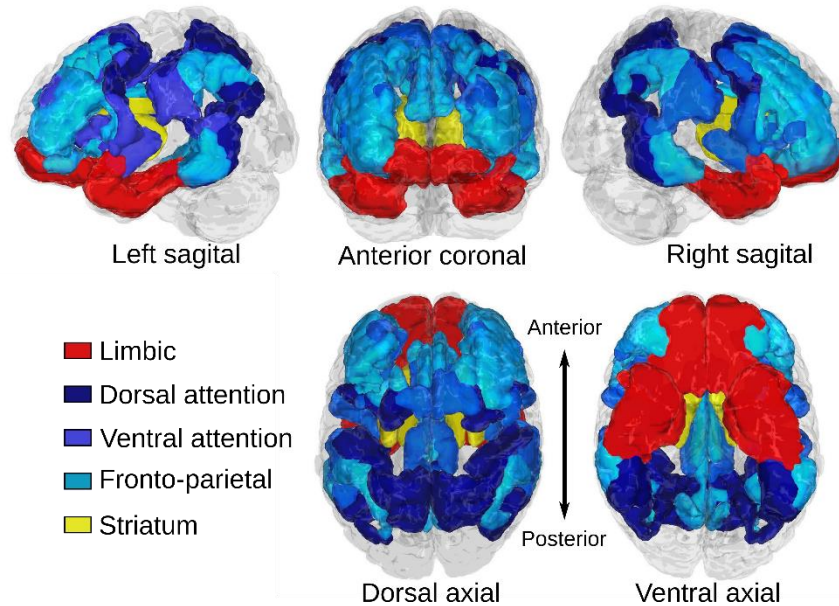 Left sagital
Anterior coronal
Right sagital
Limbic
Dorsal attention
Ventral attention
Fronto-parietal
Striatum
Anterior
Posterior
Dorsal axial
Ventral axial